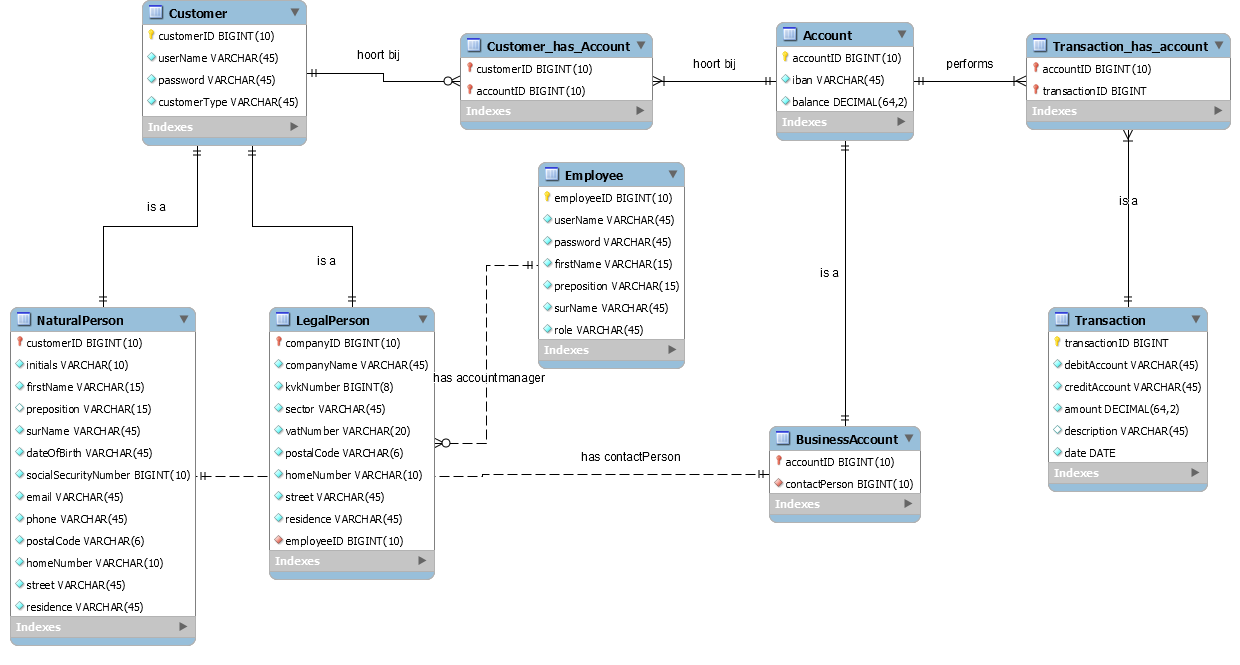 Customer
customerID BIGINT(10)
userName VARCHAR(45)
password VARCHAR(45)
customerType VARCHAR(45)
Indexes
hoort bij
Customer_has_Account
customerID BIGINT(10)
accountID BIGINT(10)
Indexes
hoort bij
Account
accountID BIGINT(10)
iban VARCHAR(45)
balance DECIMAL(64,2)
Indexes
performs
Transaction_has_account
accountID BIGINT(10)
transactionID BIGINT
Indexes
is a
is a
Employee
employeeID BIGINT(10)
userName VARCHAR(45)
password VARCHAR(45)
firstName VARCHAR(15)
preposition VARCHAR(15)
surName VARCHAR(45)
role VARCHAR(45)
Indexes
is a
is a
NaturalPerson
customerID BIGINT(10)
initials VARCHAR(10)
firstName VARCHAR(15)
preposition VARCHAR(15)
surName VARCHAR(45)
dateOfBirth VARCHAR(45)
socialSecurityNumber BIGINT(10)
email VARCHAR(45)
phone VARCHAR(45)
postalCode VARCHAR(6)
homeNumber VARCHAR(10)
street VARCHAR(45)
residence VARCHAR(45)
Indexes
LegalPerson
companyID BIGINT(10)
companyName VARCHAR(45)
kvkNumber BIGINT(8)
sector VARCHAR(45)
vatNumber VARCHAR(20)
postalCode VARCHAR(6)
homeNumber VARCHAR(10)
street VARCHAR(45)
residence VARCHAR(45)
employeeID BIGINT(10)
Indexes
has accountmanager
has contactPerson
BusinessAccount
accountID BIGINT(10)
contactPerson BIGINT(10)
Indexes
Transaction
transactionID BIGINT
debitAccount VARCHAR(45)
creditAccount VARCHAR(45)
amount DECIMAL(64,2)
description VARCHAR(45)
date DATE
Indexes